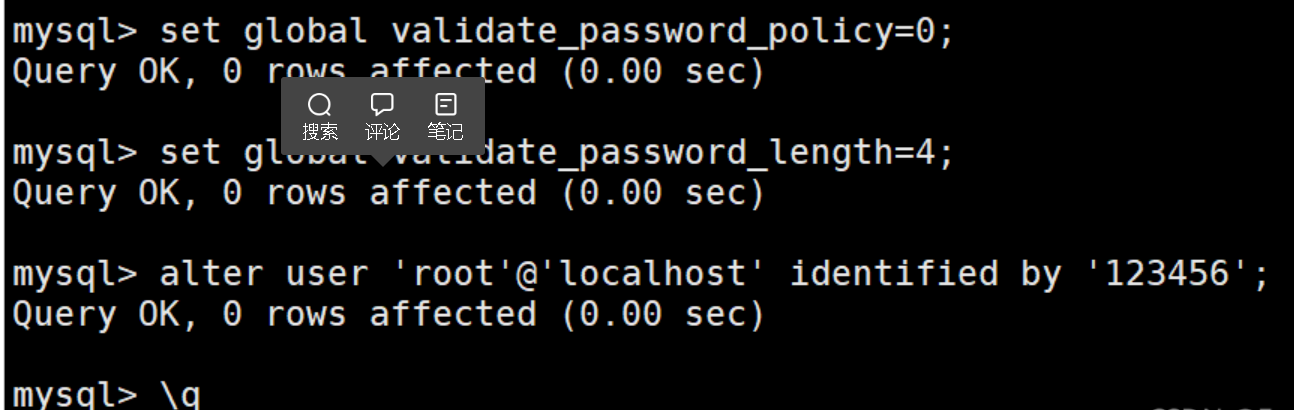 mysql> set global validate_password_policy=0;
Query OK, 0 rows affected (0.00 sec)
搜索 评论 笔记
mysql> set global validate_password_length=4;
Query OK, 0 rows affected (0.00 sec)
mysql> alter user 'root'@'localhost' identified by '123456';
Query OK, 0 rows affected (0.00 sec)
mysql> \q